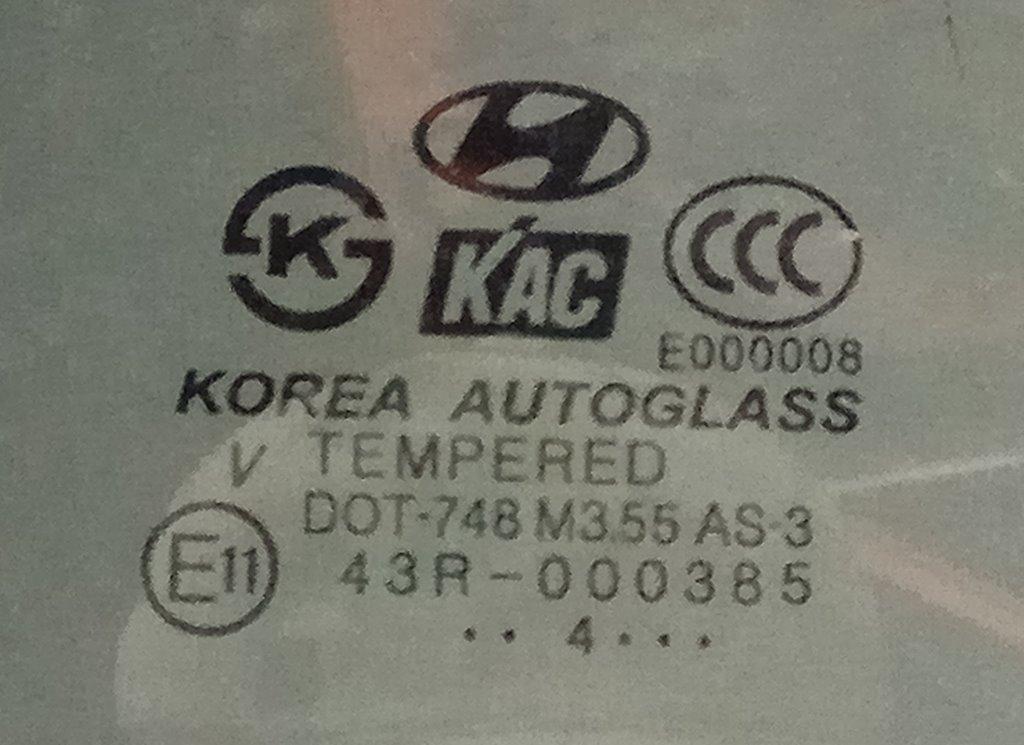 K
KAC
CCC
E000008
KOREA AUTOGLASS
V TEMPERED
DOT-748 M3.55 AS-3
E11 43R-000385
•• 4•••